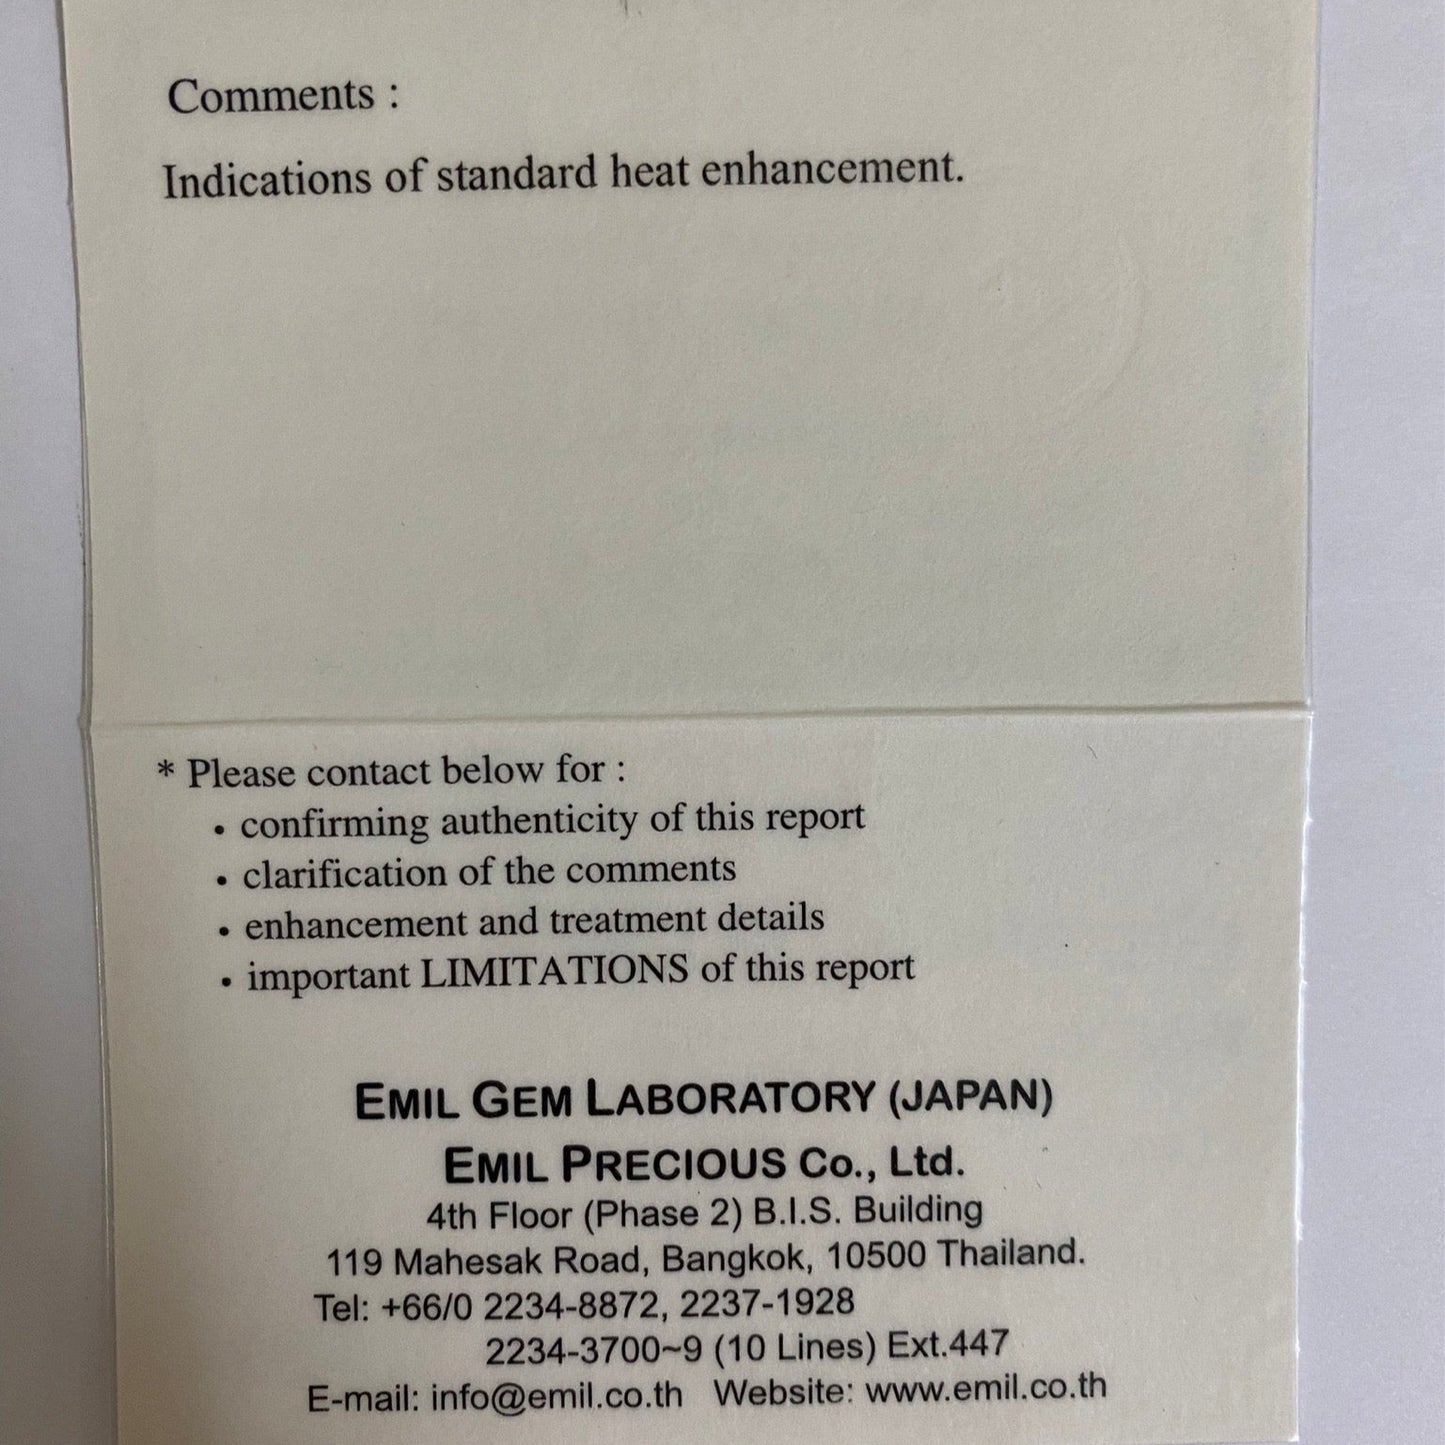 Comments :
Indications of standard heat enhancement.
* Please contact below for :
• confirming authenticity of this report
• clarification of the comments
• enhancement and treatment details
• important LIMITATIONS of this report
EMIL GEM LABORATORY (JAPAN)
EMIL PRECIOUS Co., Ltd.
4th Floor (Phase 2) B.I.S. Building
119 Mahesak Road, Bangkok, 10500 Thailand.
Tel: +66/0 2234-8872, 2237-1928
2234-3700~9 (10 Lines) Ext.447
E-mail: info@emil.co.th Website: www.emil.co.th